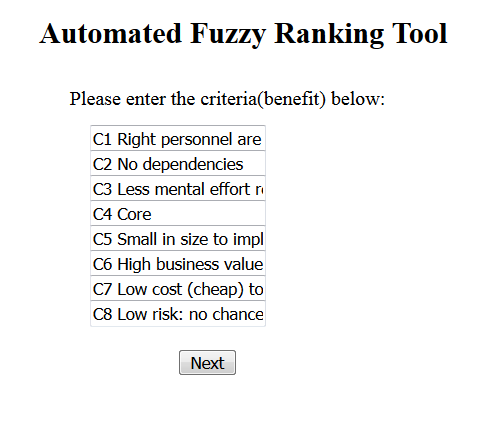 Automated Fuzzy Ranking Tool
Please enter the criteria(benefit) below:
C1 Right personnel are
C2 No dependencies
C3 Less mental effort
C4 Core
C5 Small in size to impl
C6 High business value
C7 Low cost (cheap) to
C8 Low risk: no chance
Next